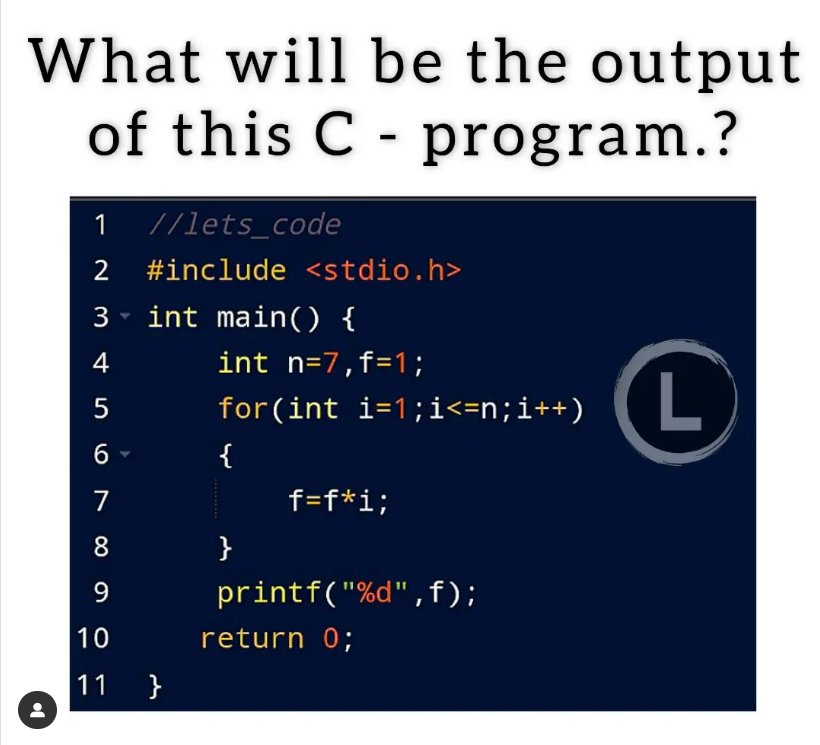 What will be the output
of this C - program.?
1 //lets_code
2 #include <stdio.h>
3 int main() {
4 int n=7,f=1;
5 for(int i=1;i<=n;i++)
6 {
7 f=f*i;
8 }
9 printf("%d",f);
10 return 0;
11 }
L